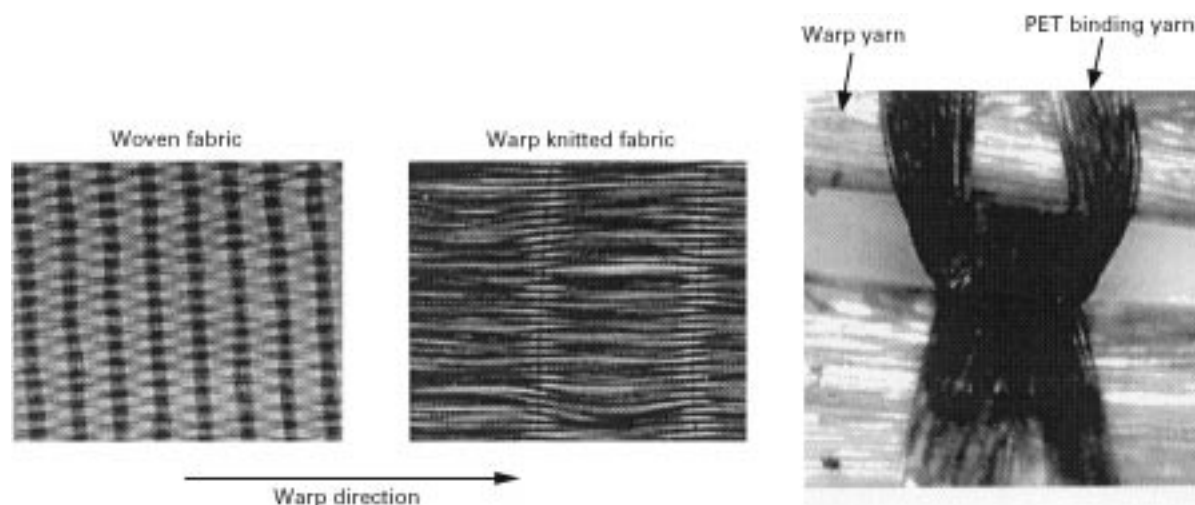 Warp yarn
PET binding yarn
Woven fabric
Warp knitted fabric
Warp direction